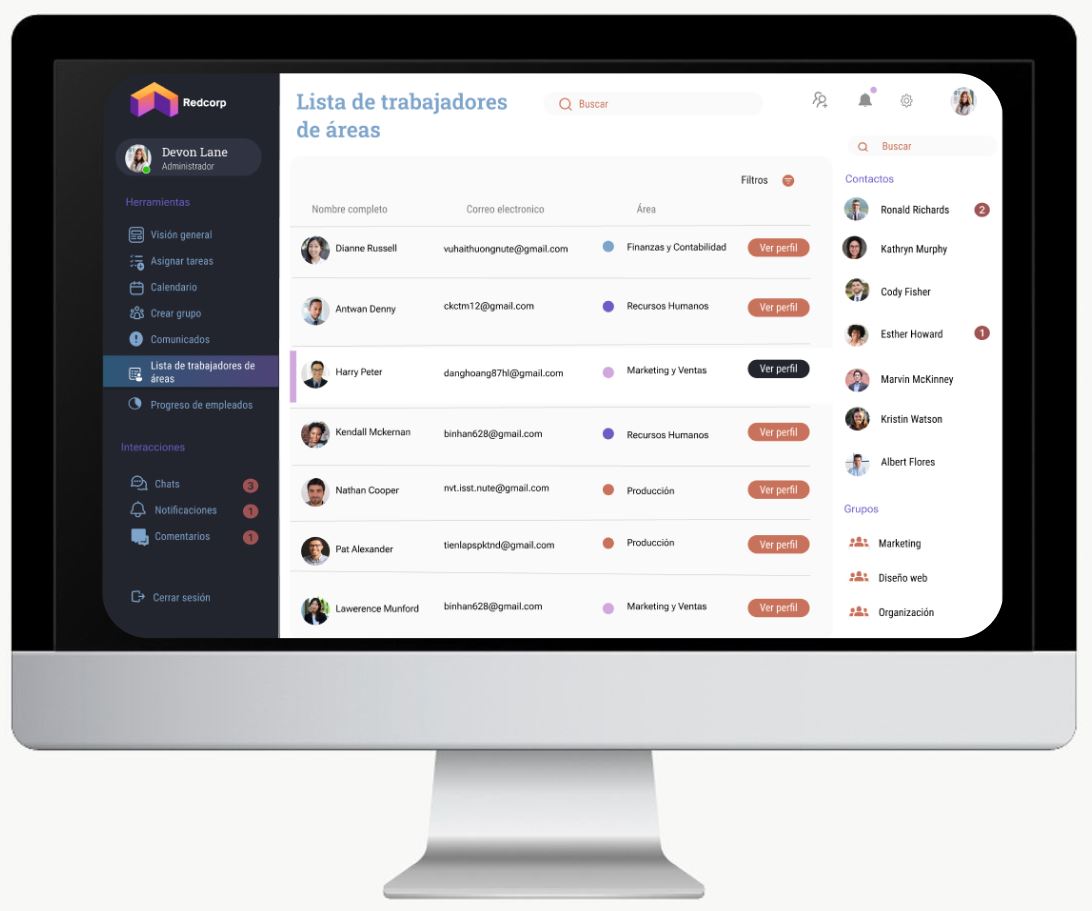 Redcorp
Devon Lane
Administrador
Herramientas
Visión general
Asignar tareas
Calendario
Crear grupo
Comunicados
Lista de trabajadores de
áreas
Progreso de empleados
Interacciones
Chats 3
Notificaciones 1
Comentarios 1
Cerrar sesión
Lista de trabajadores
de áreas
Buscar
Filtros
Nombre completo Correo electronico Área
Dianne Russell vuhaithuongnute@gmail.com Finanzas y Contabilidad Ver perfil
Antwan Denny ckctm12@gmail.com Recursos Humanos Ver perfil
Harry Peter danghoang87hl@gmail.com Marketing y Ventas Ver perfil
Kendall Mckernan binhan628@gmail.com Recursos Humanos Ver perfil
Nathan Cooper nvt.isst.nute@gmail.com Producción Ver perfil
Pat Alexander tienlapspktnd@gmail.com Producción Ver perfil
Lawerence Munford binhan628@gmail.com Marketing y Ventas Ver perfil
Buscar
Contactos
Ronald Richards 2
Kathryn Murphy
Cody Fisher
Esther Howard 1
Marvin McKinney
Kristin Watson
Albert Flores
Grupos
Marketing
Diseño web
Organización